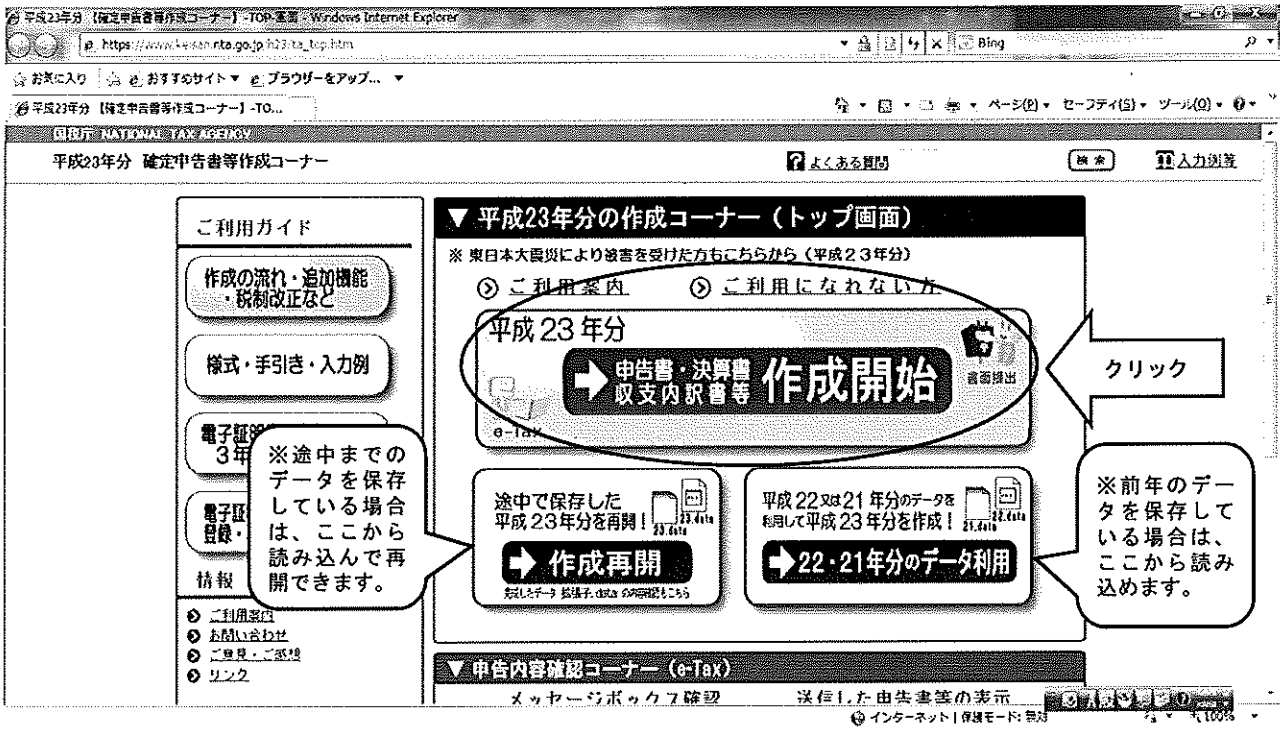 平成23年分 【確定申告書等作成コーナー】-TOP-画面 - Windows Internet Explorer
Bing
お気に入り おすすめサイト ▼ ブラウザーをアップ... ▼
平成23年分 【確定申告書等作成コーナー】-TO...
ページ(P) ▼ セーフティ(S) ▼ ツール(O) ▼
国税庁 NATIONAL TAX AGENCY
平成23年分 確定申告書等作成コーナー
よくある質問
検索
入力例等
ご利用ガイド
作成の流れ・追加機能
・税制改正など
様式・手引き・入力例
※途中までの
データを保存
している場合
は、ここから
読み込んで再
開できます。
情報
ご利用案内
お問い合わせ
ご意見・ご感想
リンク
▼ 平成23年分の作成コーナー（トップ画面）
※ 東日本大震災により被害を受けた方もこちらから（平成23年分）
ご利用案内
ご利用になれない方
平成 23 年分
申告書・決算書
収支内訳書等
作成開始
書面提出
e-Tax
クリック
途中で保存した
平成23年分を再開！
23.data
作成再開
平成22又は21年分のデータを
利用して平成23年分を作成！
21.data
22.data
22・21年分のデータ利用
※前年のデー
タを保存して
いる場合は、
ここから読み
込めます。
▼ 申告内容確認コーナー（e-Tax）
メッセージボックス確認
送信した申告書等の表示
インターネット | 保護モード: 無効
100%